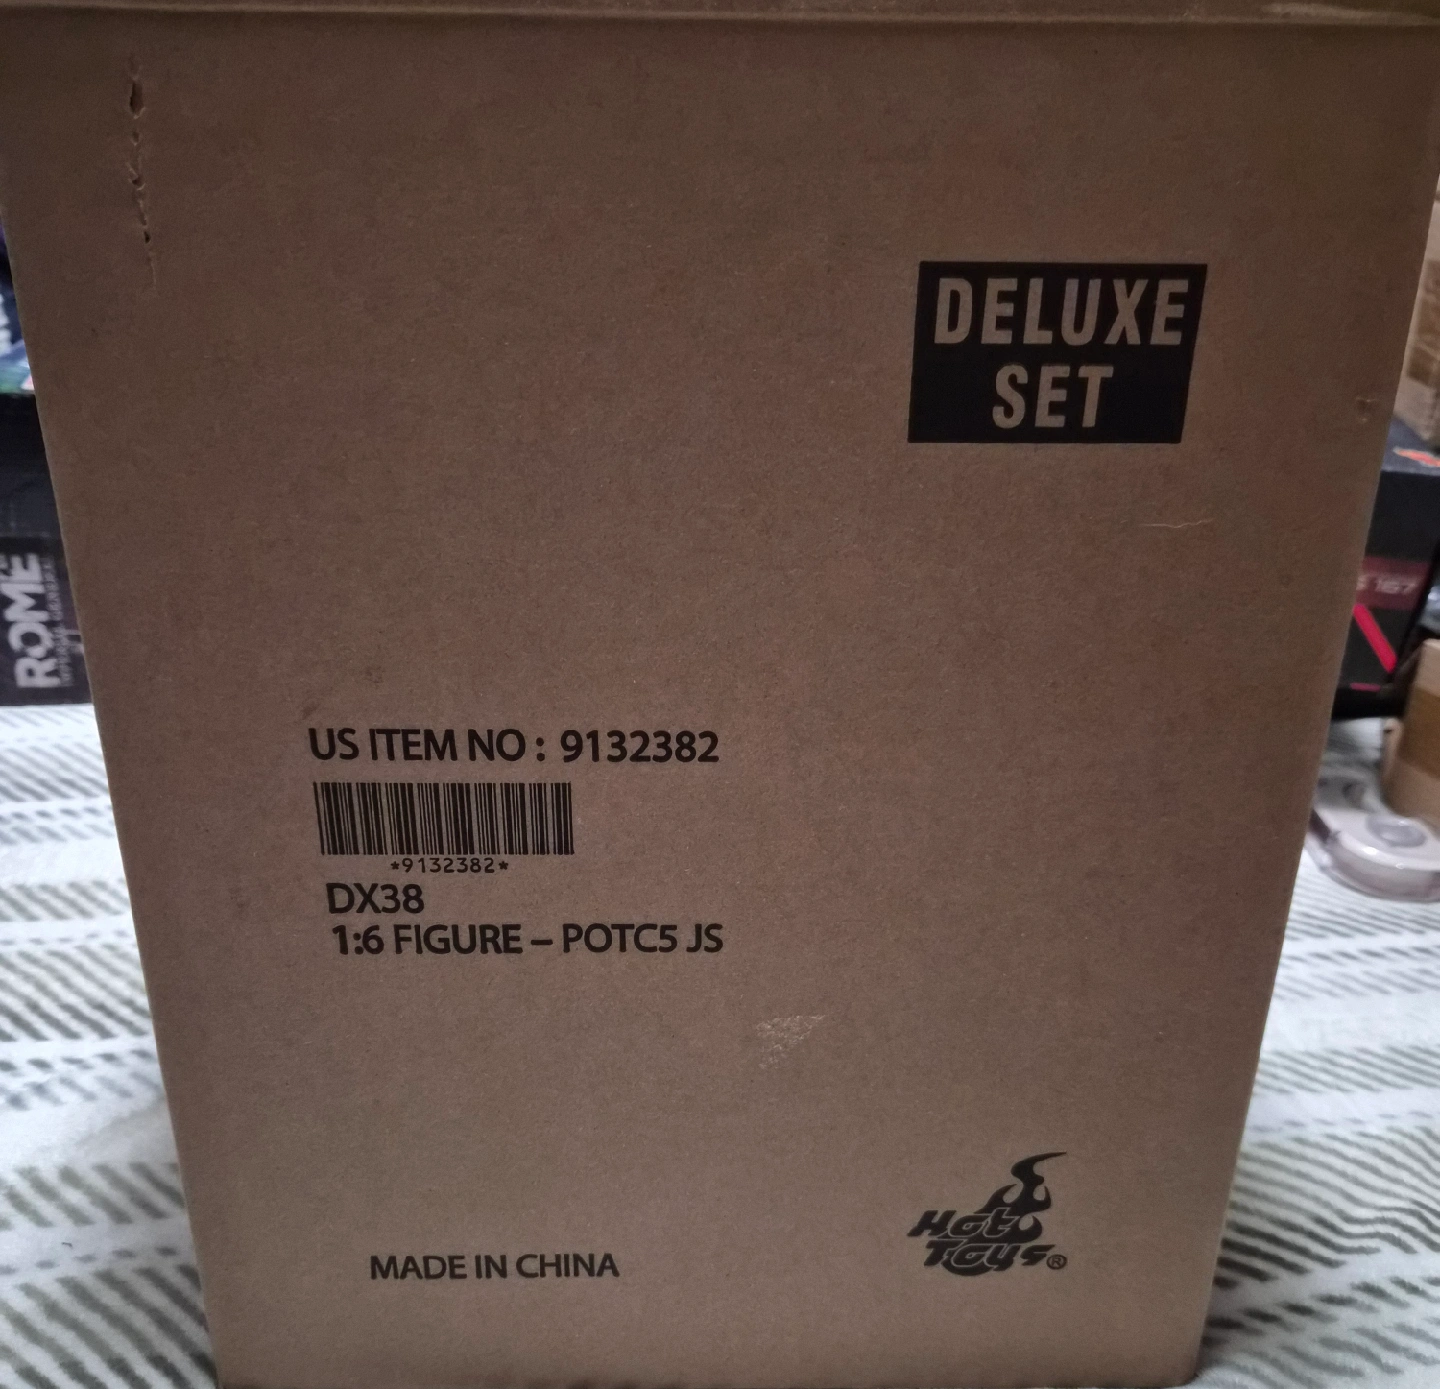 DELUXE
SET
ROME
S 167
US ITEM NO : 9132382
*9132382*
DX38
1:6 FIGURE – POTC5 JS
MADE IN CHINA
Hot
Toys®